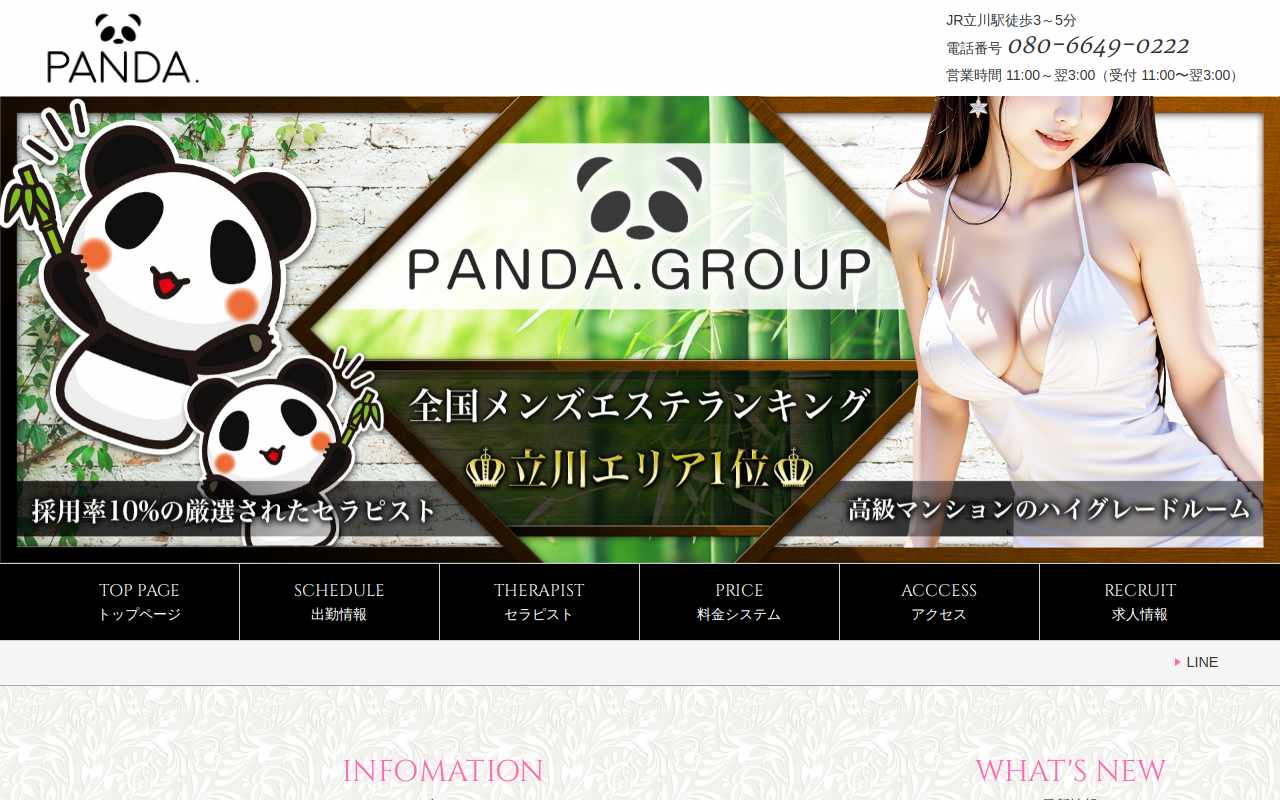 PANDA.
JR立川駅徒歩3～5分
電話番号 080-6649-0222
営業時間 11:00～翌3:00（受付 11:00〜翌3:00）
PANDA.GROUP
全国メンズエステランキング
立川エリア1位
採用率10%の厳選されたセラピスト
高級マンションのハイグレードルーム
TOP PAGE
トップページ
SCHEDULE
出勤情報
THERAPIST
セラピスト
PRICE
料金システム
ACCCESS
アクセス
RECRUIT
求人情報
LINE
INFOMATION
WHAT'S NEW